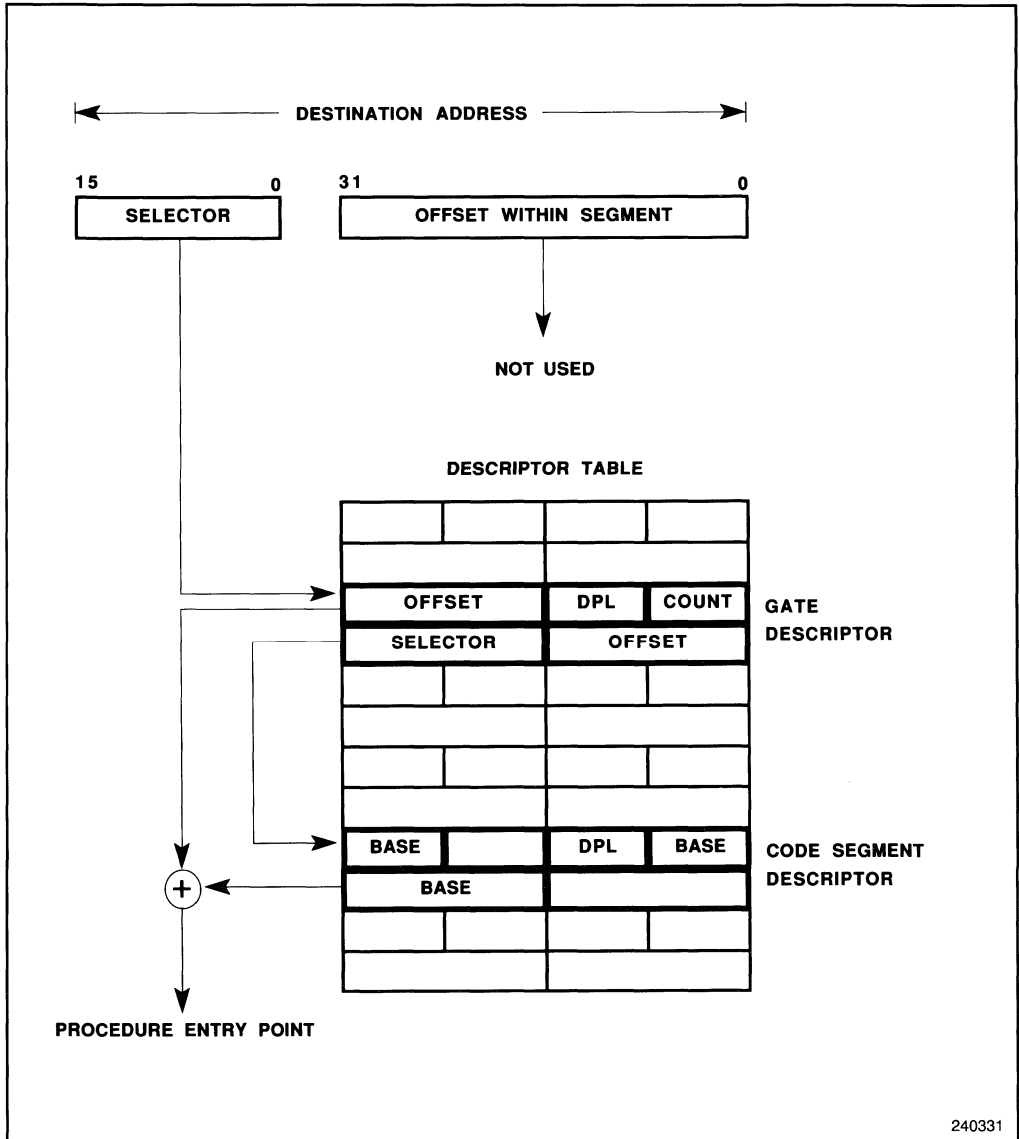 DESTINATION ADDRESS
15 0 31 0
SELECTOR OFFSET WITHIN SEGMENT
NOT USED
DESCRIPTOR TABLE
OFFSET DPL COUNT
GATE
DESCRIPTOR
SELECTOR OFFSET
BASE DPL BASE
CODE SEGMENT
DESCRIPTOR
BASE
+
PROCEDURE ENTRY POINT
240331